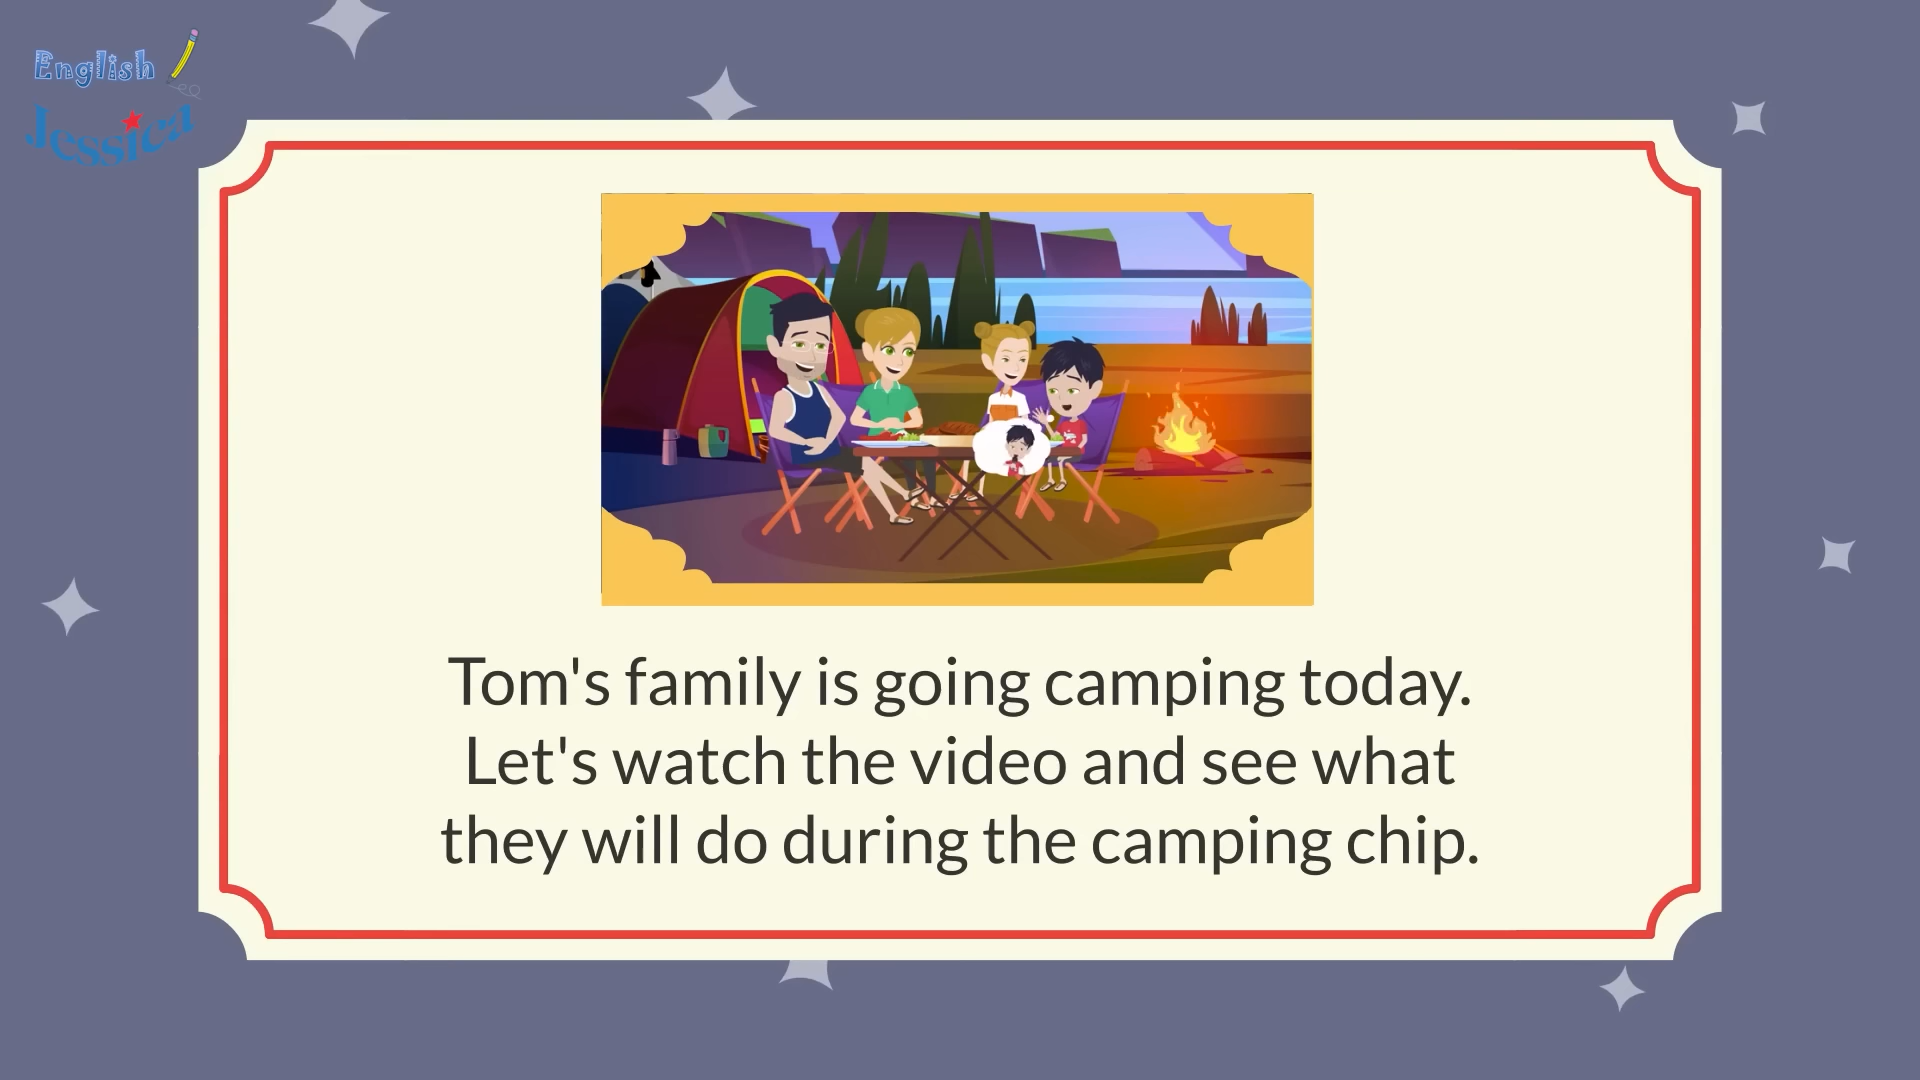 English
Jessica
Tom's family is going camping today.
Let's watch the video and see what
they will do during the camping chip.